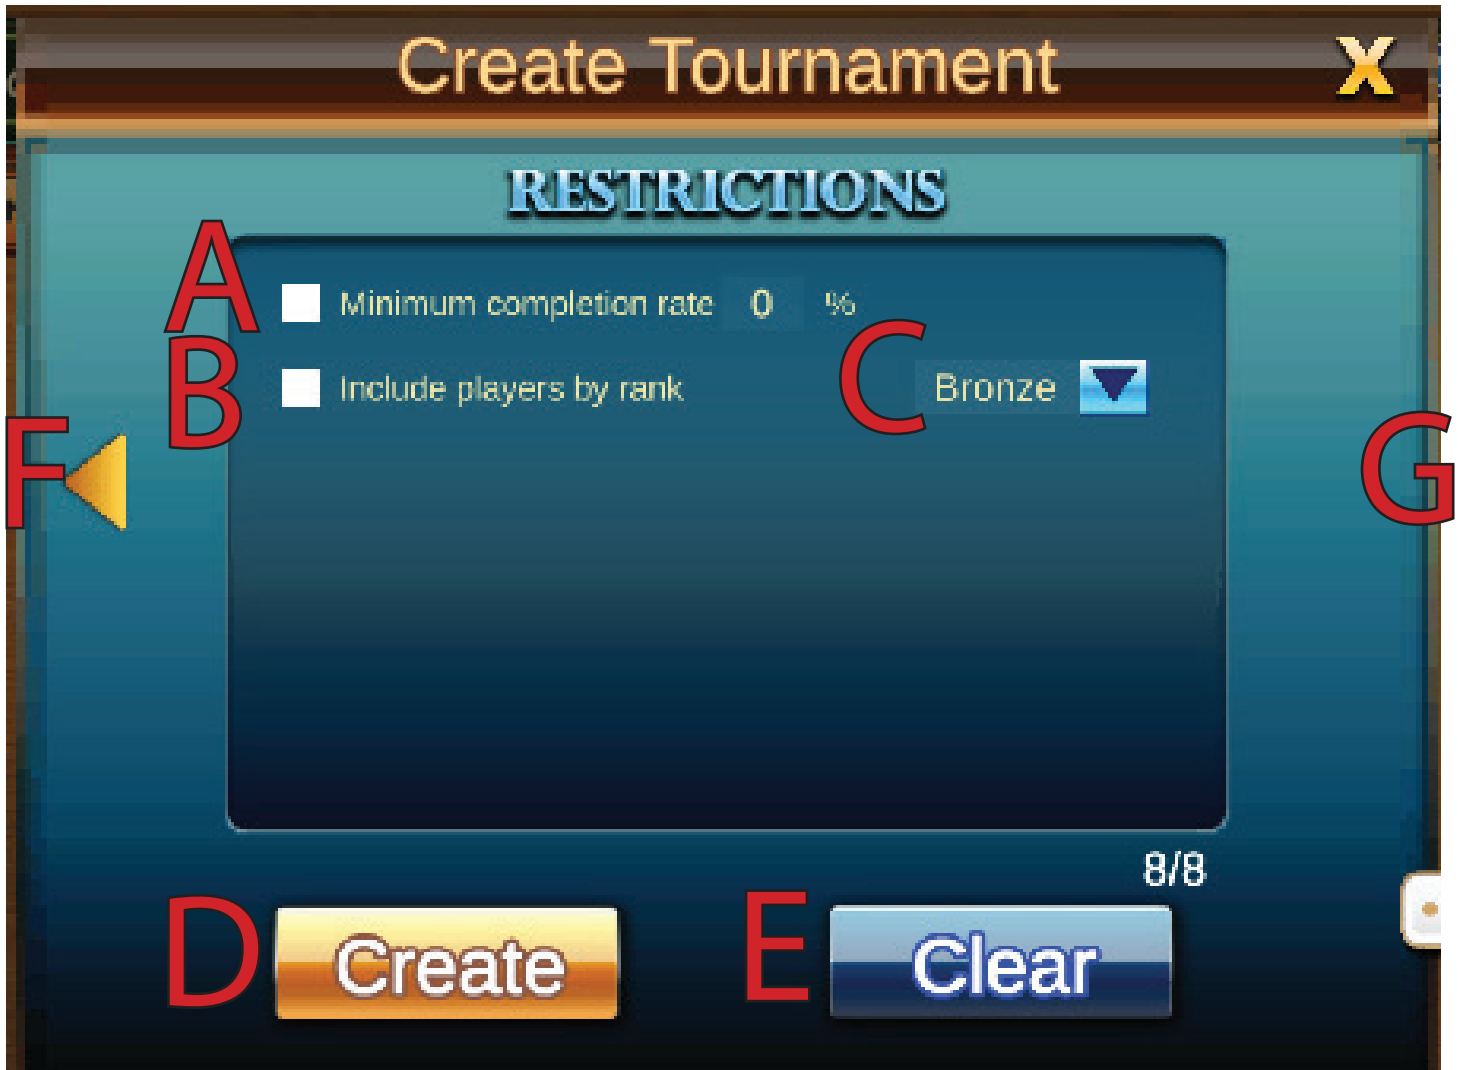 Create Tournament X
RESTRICTIONS
A Minimum completion rate 0 %
B Include players by rank C Bronze
F G
8/8
D Create E Clear